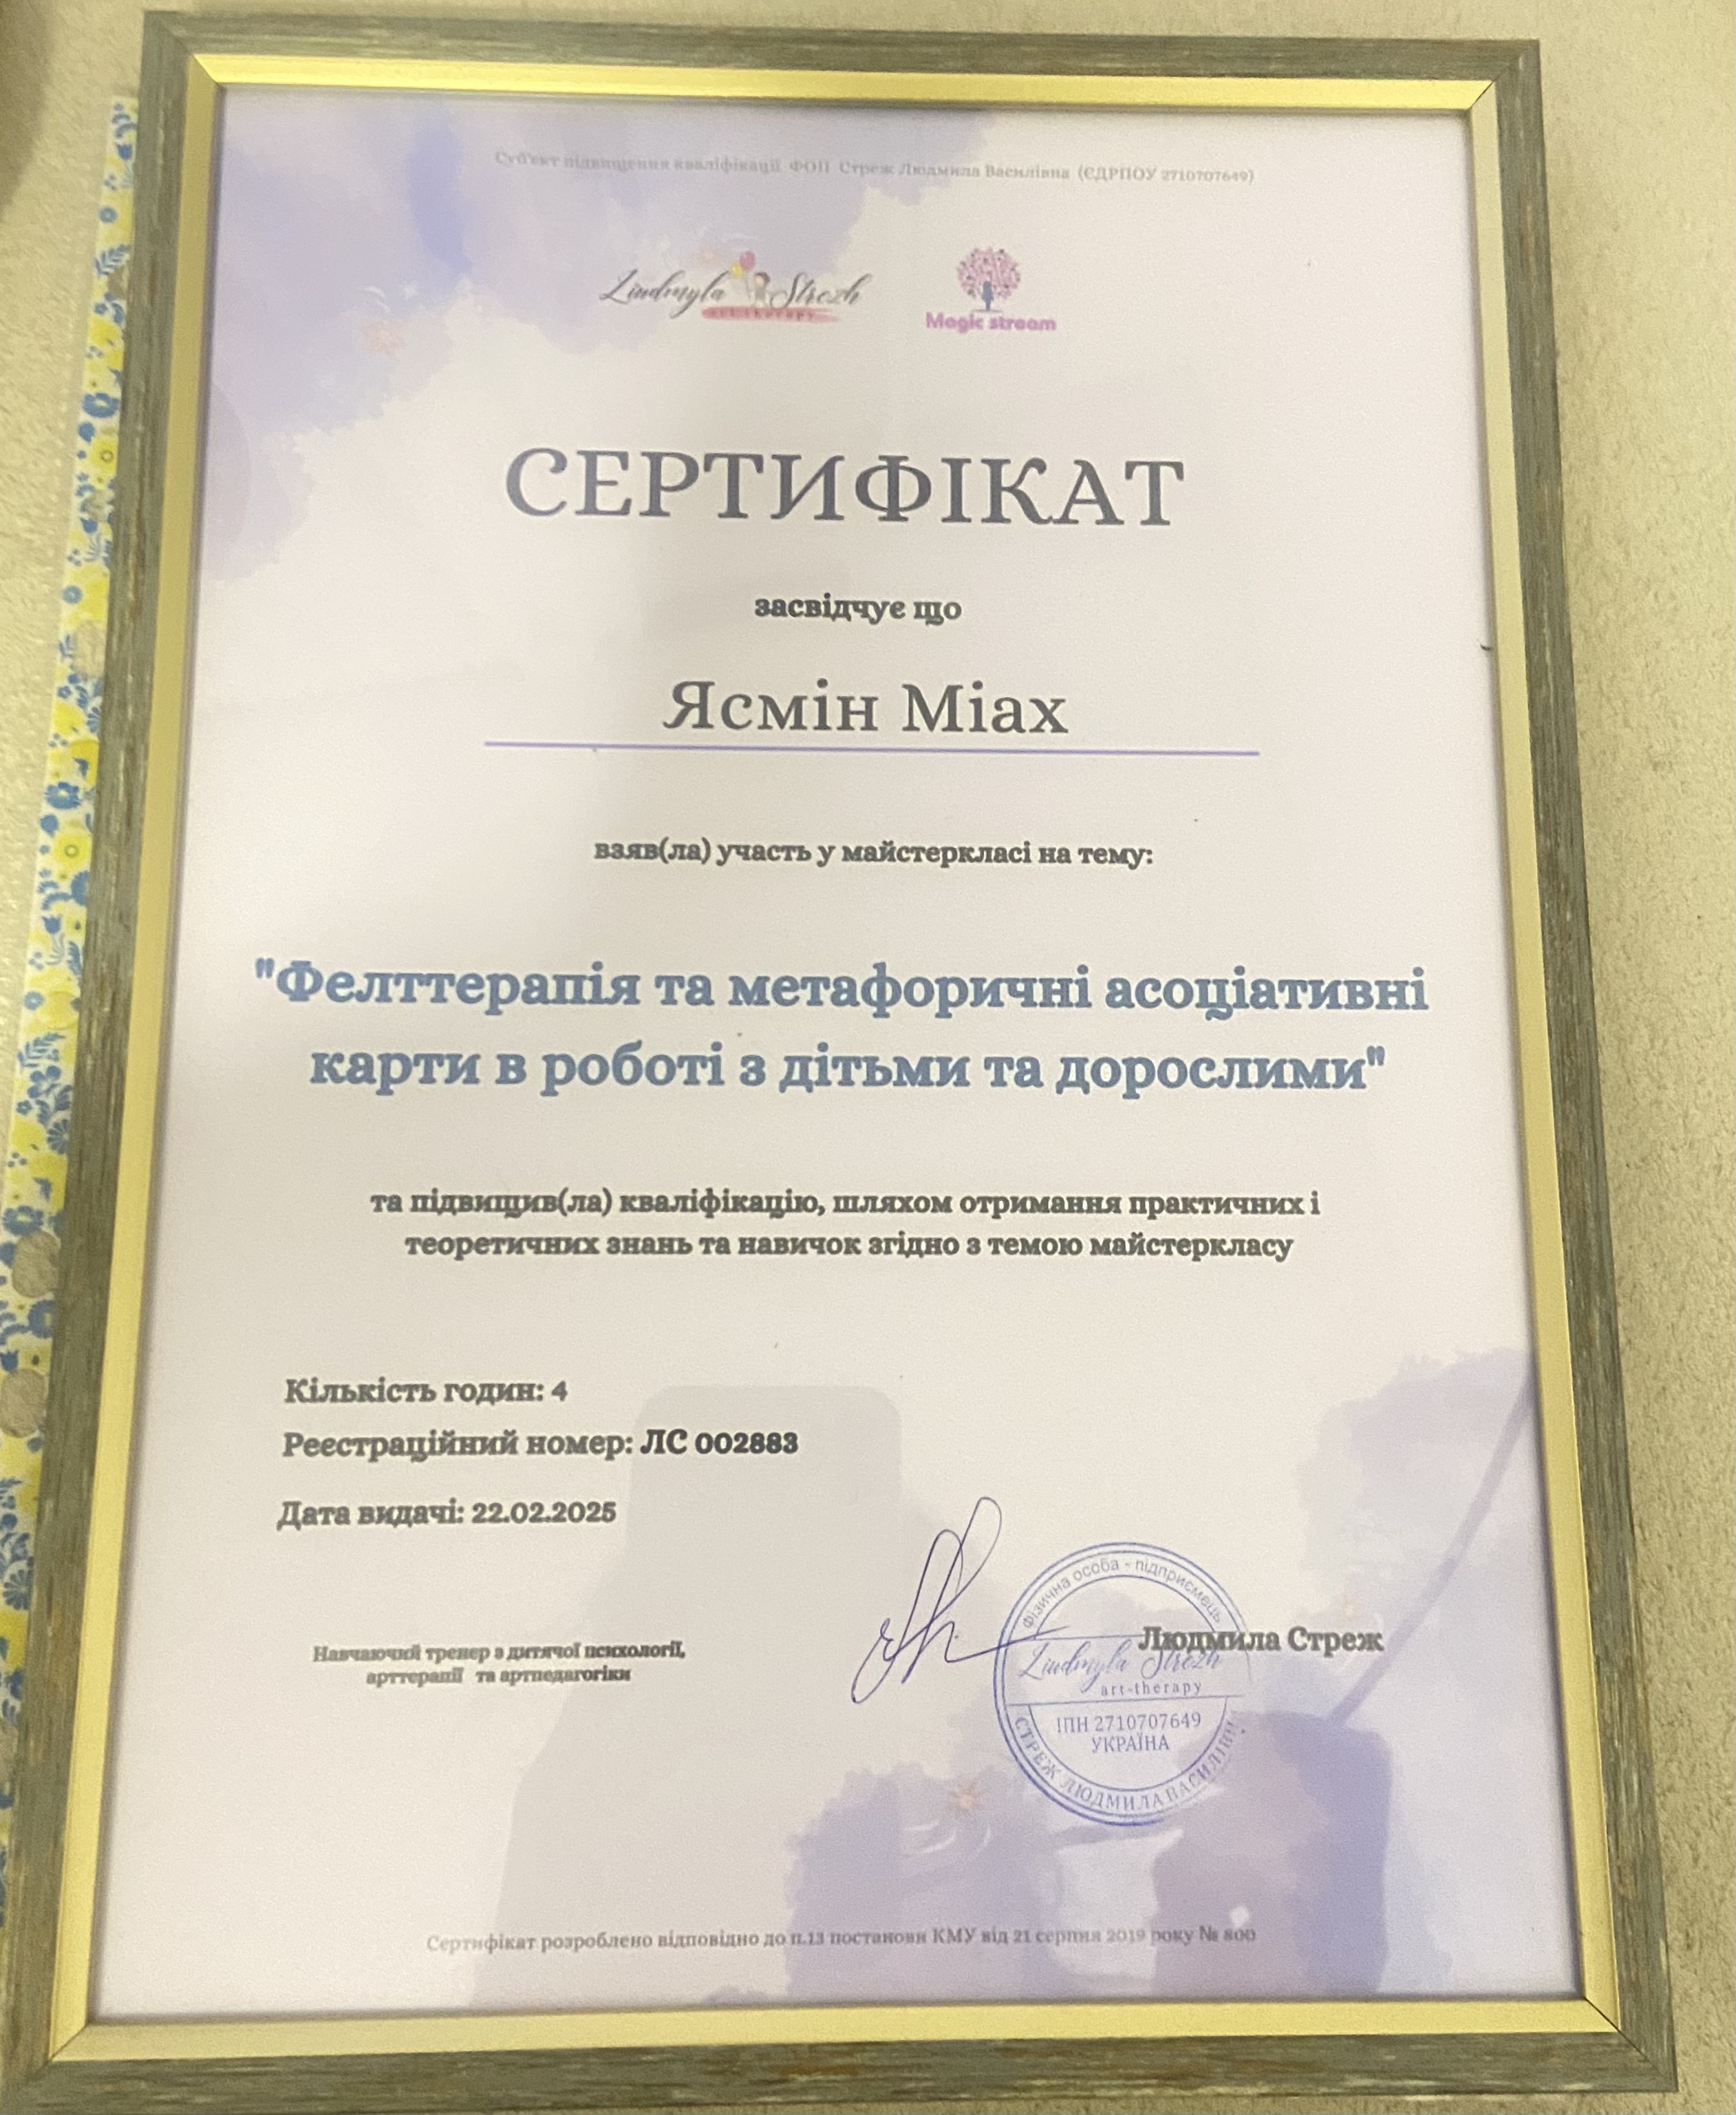 Суб'єкт підвищення кваліфікації ФОП Стреж Людмила Василівна (ЄДРПОУ 2710707649)
Liudmyla Strezh
art-therapy
Magic stream
СЕРТИФІКАТ
засвідчує що
Ясмін Міах
взяв(ла) участь у майстеркласі на тему:
"Фелттерапія та метафоричні асоціативні
карти в роботі з дітьми та дорослими"
та підвищив(ла) кваліфікацію, шляхом отримання практичних і
теоретичних знань та навичок згідно з темою майстеркласу
Кількість годин: 4
Реестраційний номер: ЛС 002883
Дата видачі: 22.02.2025
Навчаючий тренер з дитячої психології,
арттерапії та артпедагогіки
Людмила Стреж
Фізична особа - підприємець
Liudmyla Strezh
art-therapy
ІПН 2710707649
УКРАЇНА
СТРЕЖ ЛЮДМИЛА ВАСИЛІВНА
Сертифікат розроблено відповідно до п.13 постанови КМУ від 21 серпня 2019 року № 800